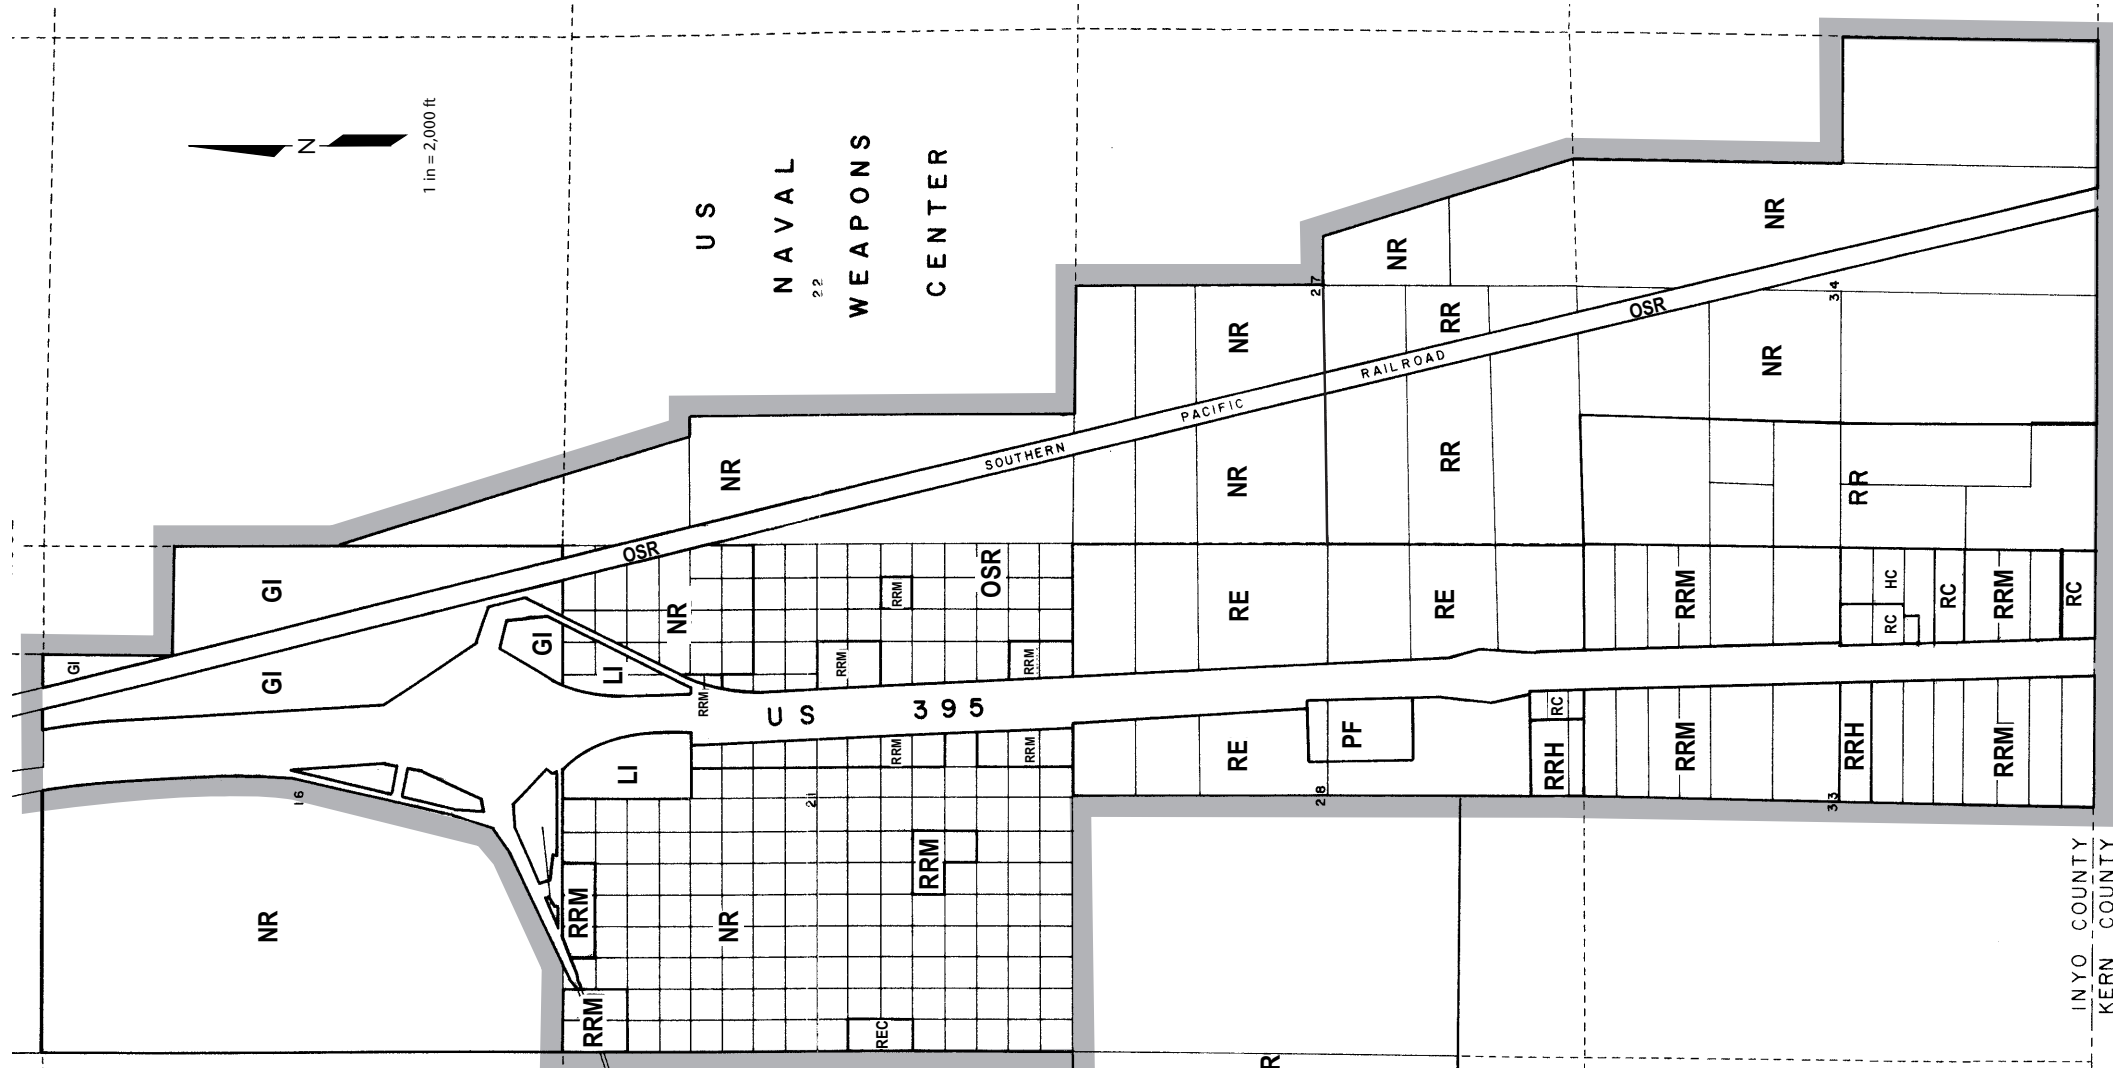 N
1 in = 2,000 ft
U S
NAVAL
22
WEAPONS
CENTER
NR
NR
27
34
NR
RR
OSR
NR
RAILROAD
PACIFIC
SOUTHERN
NR
NR
RR
RR
OSR
OSR
GI
NR
RRM
RE
RE
RRM
HC
RC
RRM
RC
RC
GI
GI
GI
LI
RRM
RRM
RRM
US 395
RC
LI
RRM
RRM
RE
PF
RRH
RRM
RRH
RRM
16
21
28
33
NR
RRM
NR
RRM
RRM
REC
R
INYO COUNTY
KERN COUNTY